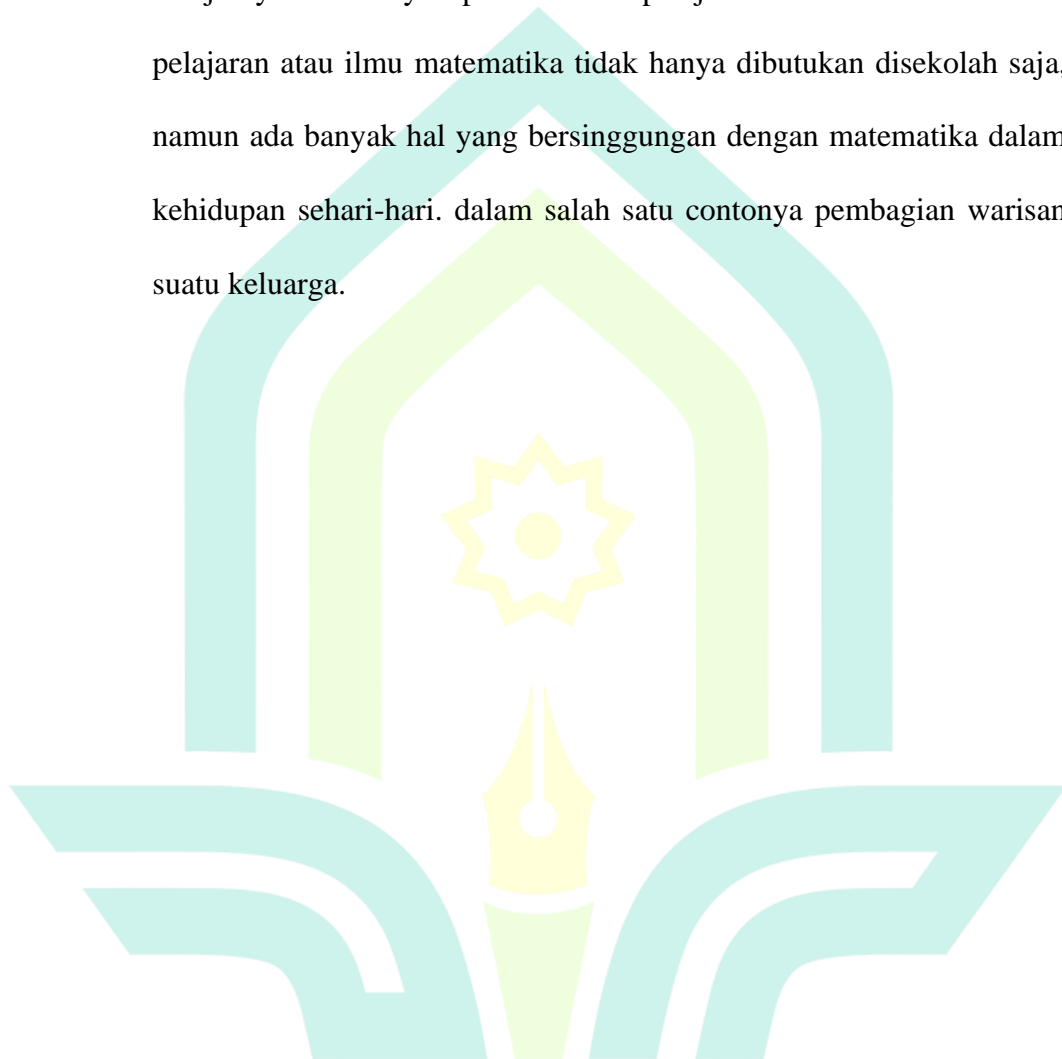 pelajaran atau ilmu matematika tidak hanya dibutukan disekolah saja,
namun ada banyak hal yang bersinggungan dengan matematika dalam
kehidupan sehari-hari. dalam salah satu contonya pembagian warisan
suatu keluarga.